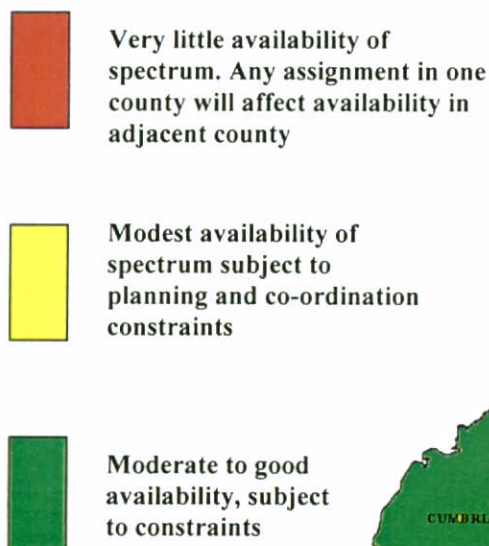 Very little availability of
spectrum. Any assignment in one
county will affect availability in
adjacent county
Modest availability of
spectrum subject to
planning and co-ordination
constraints
Moderate to good
availability, subject
to constraints